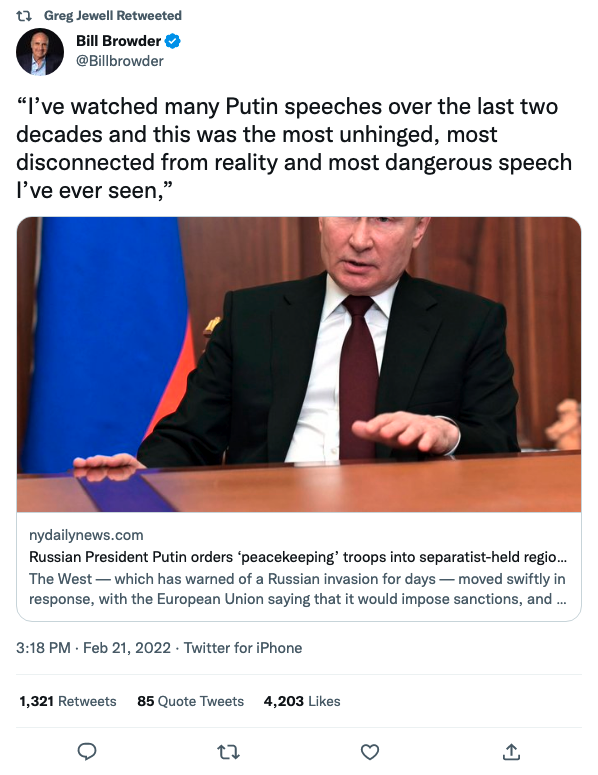 Greg Jewell Retweeted
Bill Browder
@Billbrowder
“I’ve watched many Putin speeches over the last two
decades and this was the most unhinged, most
disconnected from reality and most dangerous speech
I’ve ever seen,”
nydailynews.com
Russian President Putin orders ‘peacekeeping’ troops into separatist-held regio...
The West — which has warned of a Russian invasion for days — moved swiftly in
response, with the European Union saying that it would impose sanctions, and ...
3:18 PM · Feb 21, 2022 · Twitter for iPhone
1,321 Retweets 85 Quote Tweets 4,203 Likes